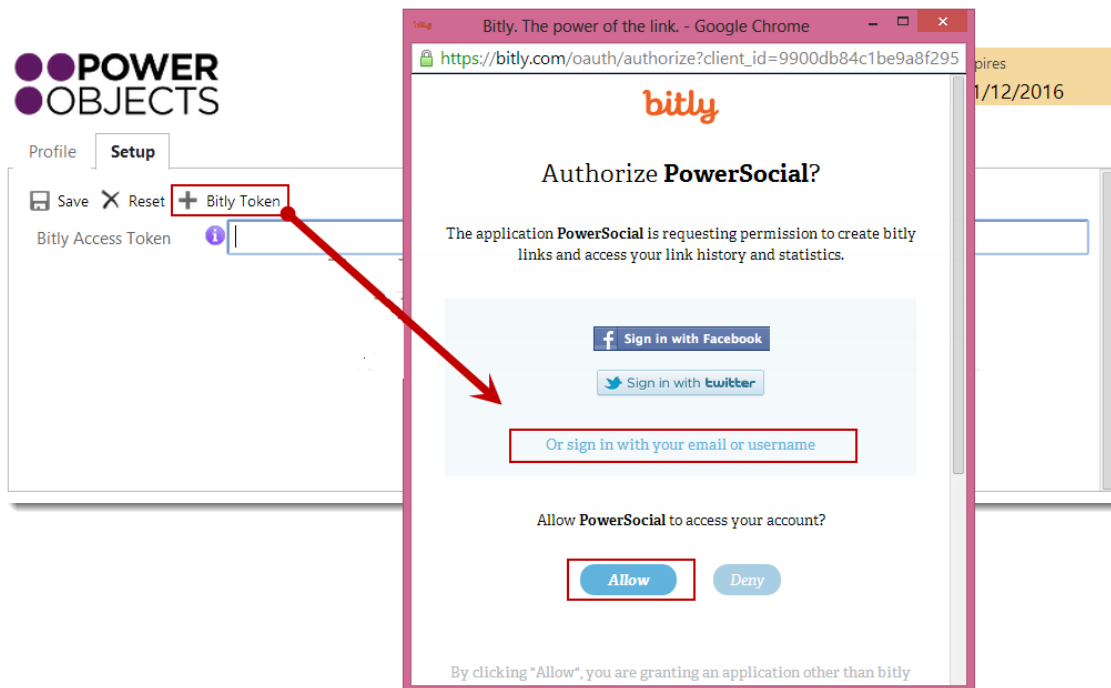 Bitly. The power of the link. - Google Chrome
https://bitly.com/oauth/authorize?client_id=9900db84c1be9a8f295
POWER
OBJECTS
pires
1/12/2016
Profile
Setup
Save
Reset
Bitly Token
Bitly Access Token
bitly
Authorize PowerSocial?
The application PowerSocial is requesting permission to create bitly
links and access your link history and statistics.
f Sign in with Facebook
Sign in with twitter
Or sign in with your email or username
Allow PowerSocial to access your account?
Allow
Deny
By clicking "Allow", you are granting an application other than bitly